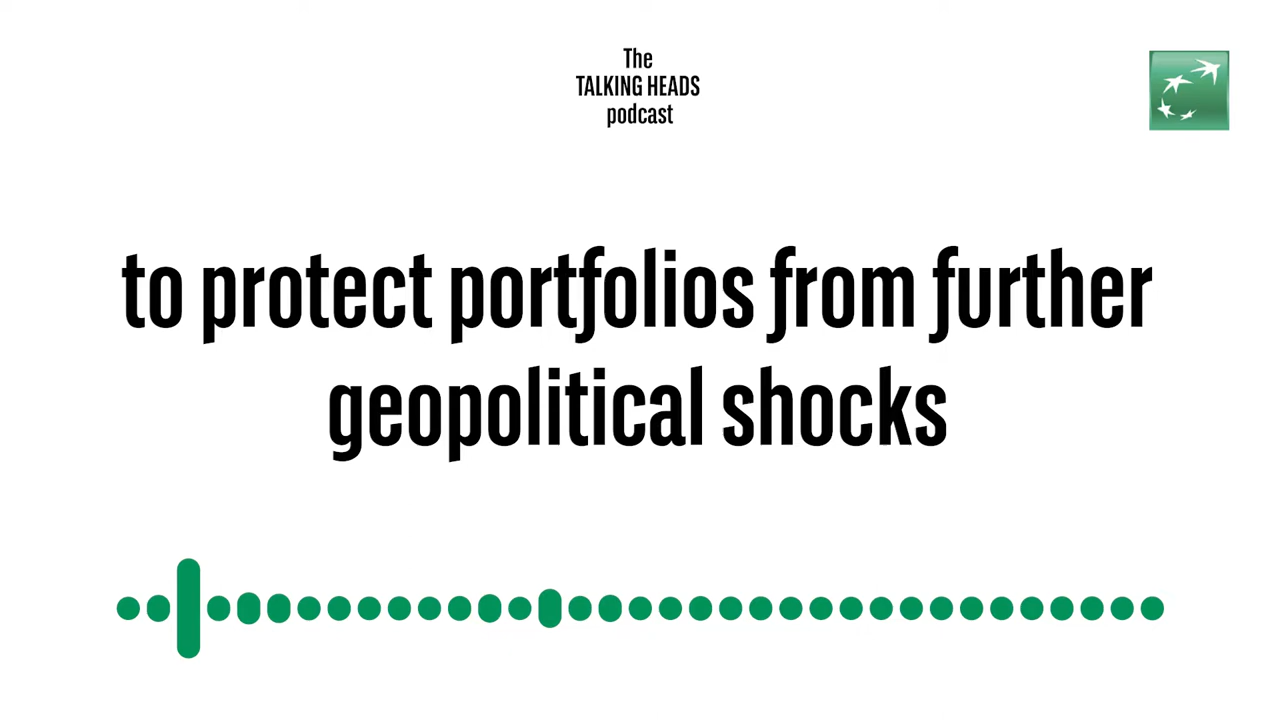 The
TALKING HEADS
podcast
to protect portfolios from further
geopolitical shocks